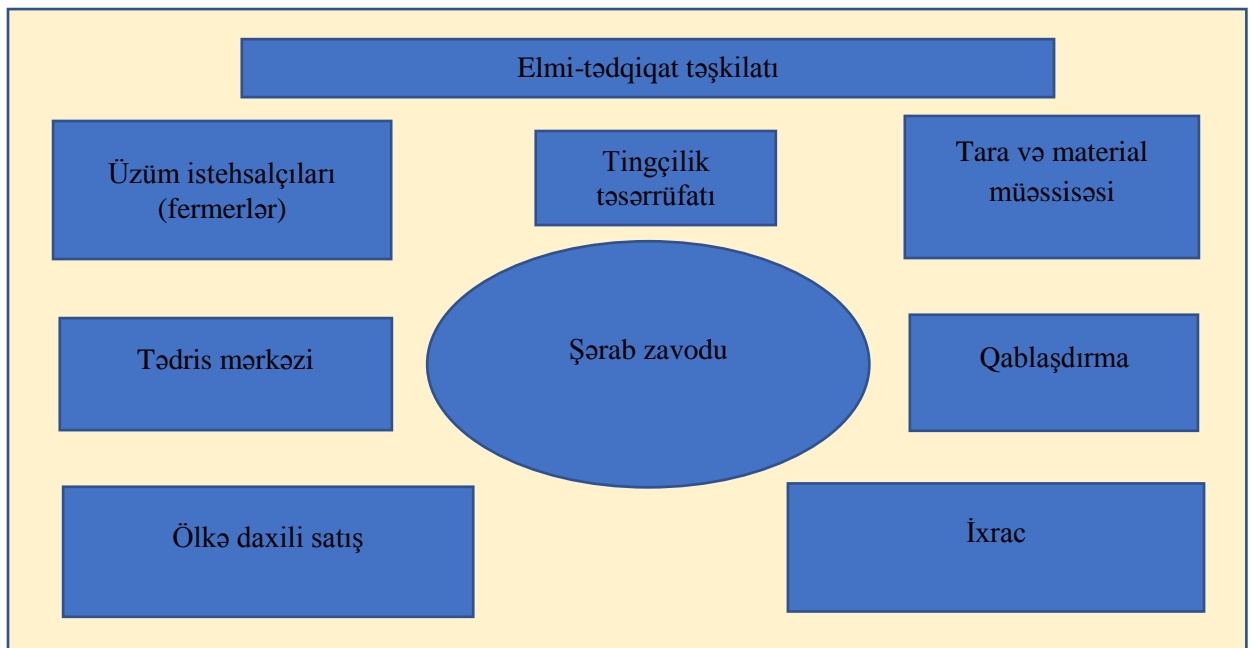 Elmi-tədqiqat təşkilatı
Üzüm istehsalçıları
(fermerlər)
Tingçilik
təsərrüfatı
Tara və material
müəssisəsi
Tədris mərkəzi
Şərab zavodu
Qablaşdırma
Ölkə daxili satış
İxrac